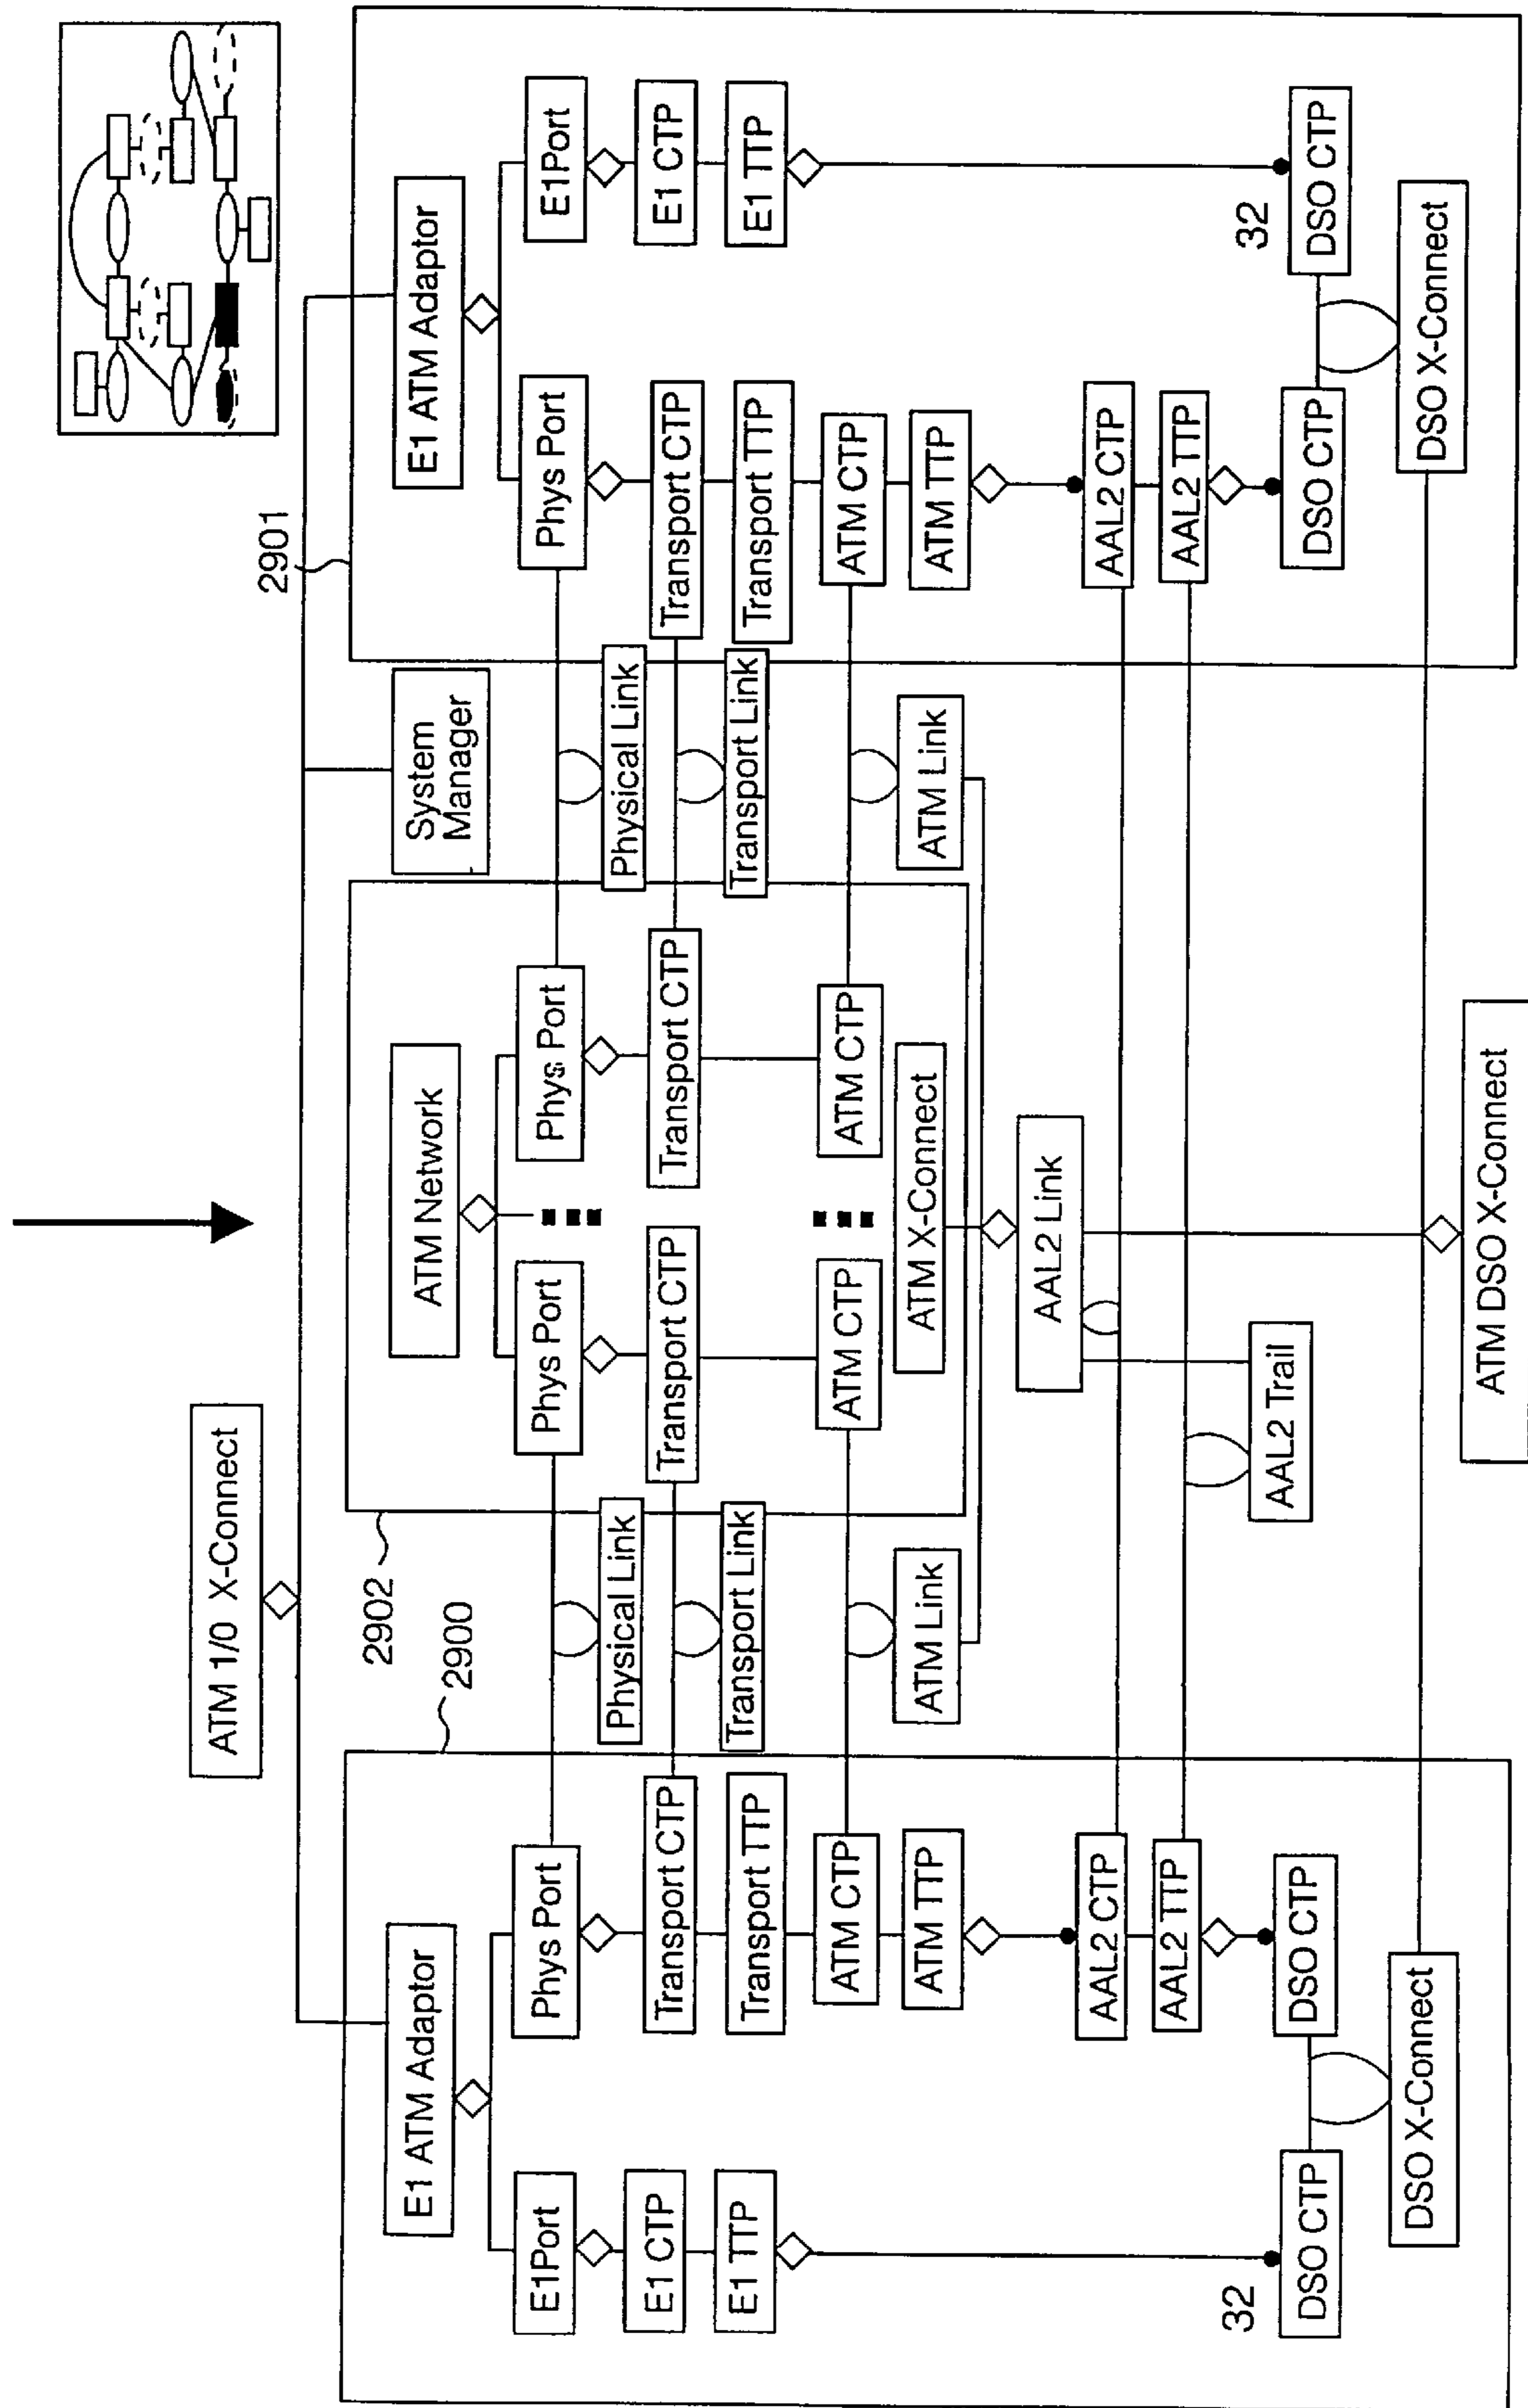 ATM 1/0 X-Connect
2900
E1 ATM Adaptor
E1Port
E1 CTP
E1 TTP
32
DSO CTP
Phys Port
Transport CTP
Transport TTP
ATM CTP
ATM TTP
AAL2 CTP
AAL2 TTP
DSO CTP
DSO X-Connect
Physical Link
Transport Link
ATM Link
2902
ATM Network
Phys Port
Transport CTP
ATM CTP
Phys Port
Transport CTP
ATM CTP
ATM X-Connect
AAL2 Link
AAL2 Trail
ATM DSO X-Connect
System
Manager
Physical Link
Transport Link
ATM Link
2901
E1 ATM Adaptor
Phys Port
Transport CTP
Transport TTP
ATM CTP
ATM TTP
AAL2 CTP
AAL2 TTP
DSO CTP
E1Port
E1 CTP
E1 TTP
32
DSO CTP
DSO X-Connect